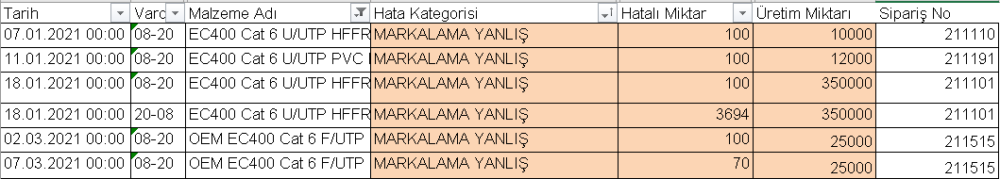 Tarih Varc Malzeme Adı Hata Kategorisi Hatalı Miktar Üretim Miktarı Sipariş No
07.01.2021 00:00 08-20 EC400 Cat 6 U/UTP HFFR MARKALAMA YANLIŞ 100 10000 211110
11.01.2021 00:00 08-20 EC400 Cat 6 U/UTP PVC MARKALAMA YANLIŞ 100 12000 211191
18.01.2021 00:00 08-20 EC400 Cat 6 U/UTP HFFR MARKALAMA YANLIŞ 100 350000 211101
18.01.2021 00:00 20-08 EC400 Cat 6 U/UTP HFFR MARKALAMA YANLIŞ 3694 350000 211101
02.03.2021 00:00 08-20 OEM EC400 Cat 6 F/UTP MARKALAMA YANLIŞ 100 25000 211515
07.03.2021 00:00 08-20 OEM EC400 Cat 6 F/UTP MARKALAMA YANLIŞ 70 25000 211515